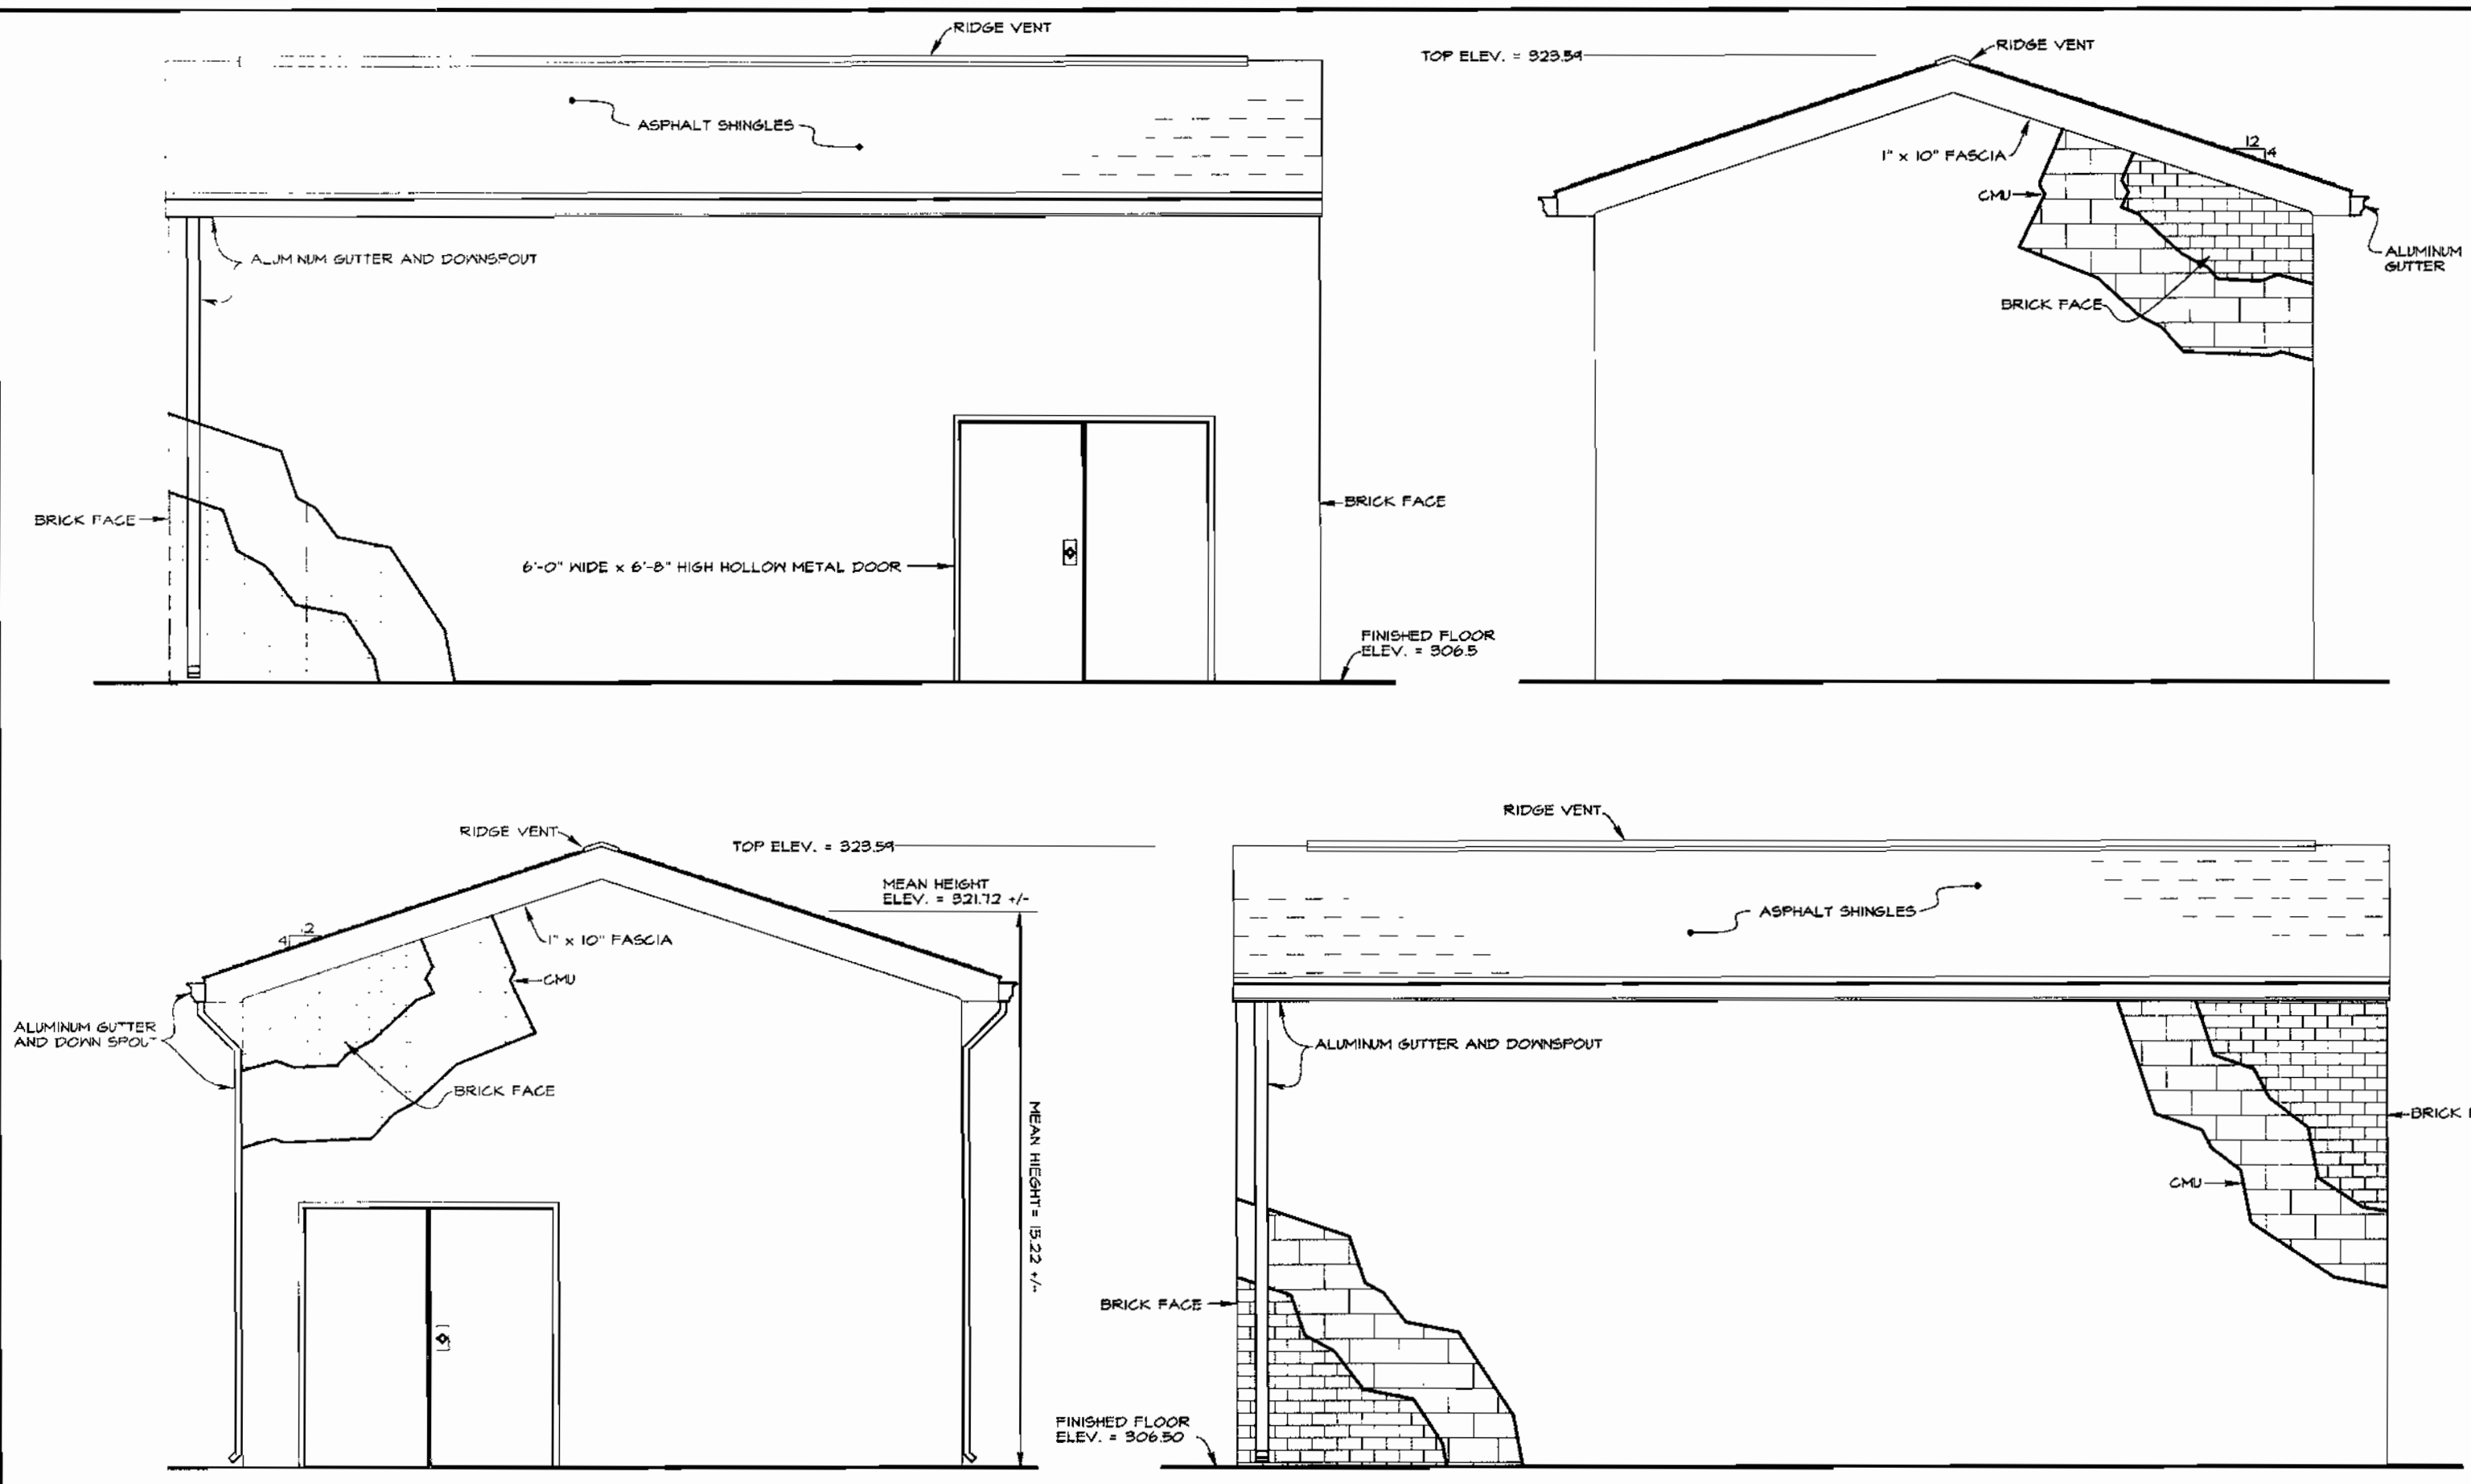 RIDGE VENT
ASPHALT SHINGLES
ALUMINUM GUTTER AND DOWNSPOUT
BRICK FACE
6'-0" WIDE x 6'-8" HIGH HOLLOW METAL DOOR
BRICK FACE
FINISHED FLOOR
ELEV. = 306.5
TOP ELEV. = 323.59
RIDGE VENT
1" x 10" FASCIA
12
4
CMU
BRICK FACE
ALUMINUM
GUTTER
RIDGE VENT
TOP ELEV. = 323.59
MEAN HEIGHT
ELEV. = 321.72 +/-
12
4
1" x 10" FASCIA
CMU
ALUMINUM GUTTER
AND DOWN SPOUT
BRICK FACE
MEAN HIEGHT= 15.22 +/-
RIDGE VENT
ASPHALT SHINGLES
ALUMINUM GUTTER AND DOWNSPOUT
BRICK
CMU
BRICK FACE
FINISHED FLOOR
ELEV. = 306.50